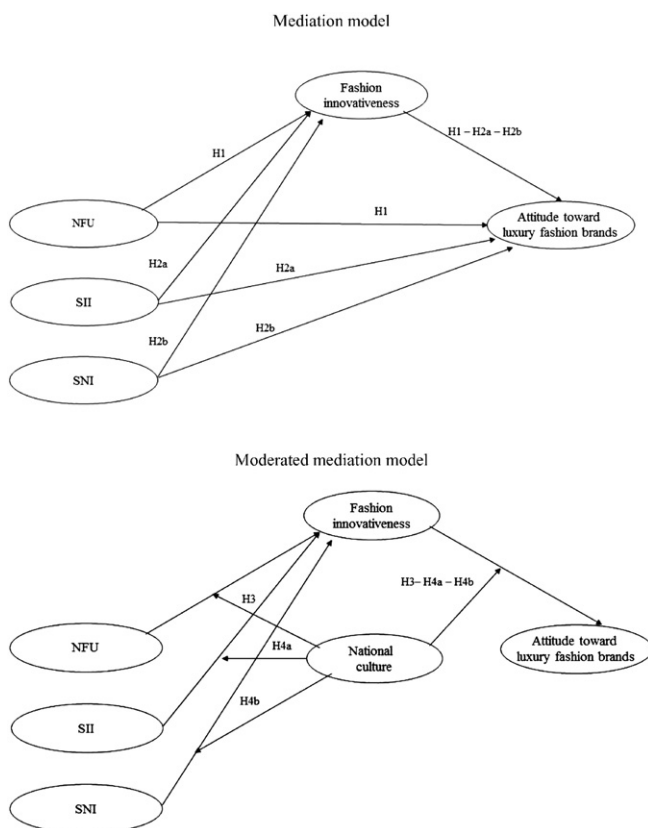 Mediation model
Fashion
innovativeness
H1 – H2a – H2b
H1
NFU
H1
Attitude toward
luxury fashion brands
H2a
H2a
SII
H2b
H2b
SNI
Moderated mediation model
Fashion
innovativeness
H3– H4a – H4b
H3
NFU
H4a
National
culture
Attitude toward
luxury fashion brands
H4b
SII
SNI